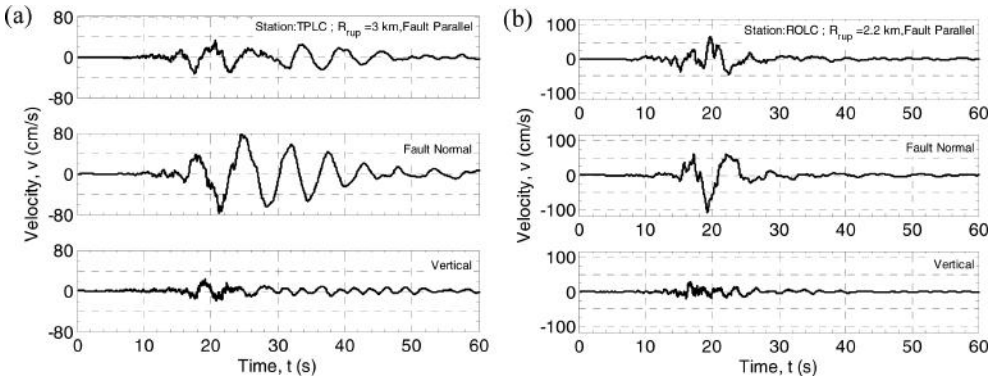 (a)
Station:TPLC ; Rrup =3 km,Fault Parallel
80
0
-80
Velocity, v (cm/s)
80
Fault Normal
0
-80
80
Vertical
0
-80
0 10 20 30 40 50 60
Time, t (s)
(b)
Station:ROLC ; Rrup =2.2 km,Fault Parallel
100
0
-100
0 10 20 30 40 50 60
Velocity, v (cm/s)
100
Fault Normal
0
-100
0 10 20 30 40 50 60
100
Vertical
0
-100
0 10 20 30 40 50 60
Time, t (s)